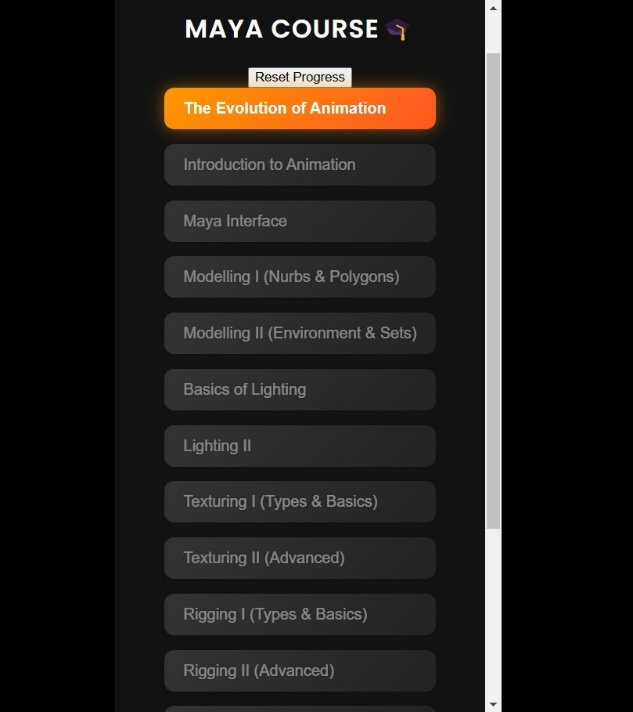 MAYA COURSE 🎓
Reset Progress
The Evolution of Animation
Introduction to Animation
Maya Interface
Modelling I (Nurbs & Polygons)
Modelling II (Environment & Sets)
Basics of Lighting
Lighting II
Texturing I (Types & Basics)
Texturing II (Advanced)
Rigging I (Types & Basics)
Rigging II (Advanced)